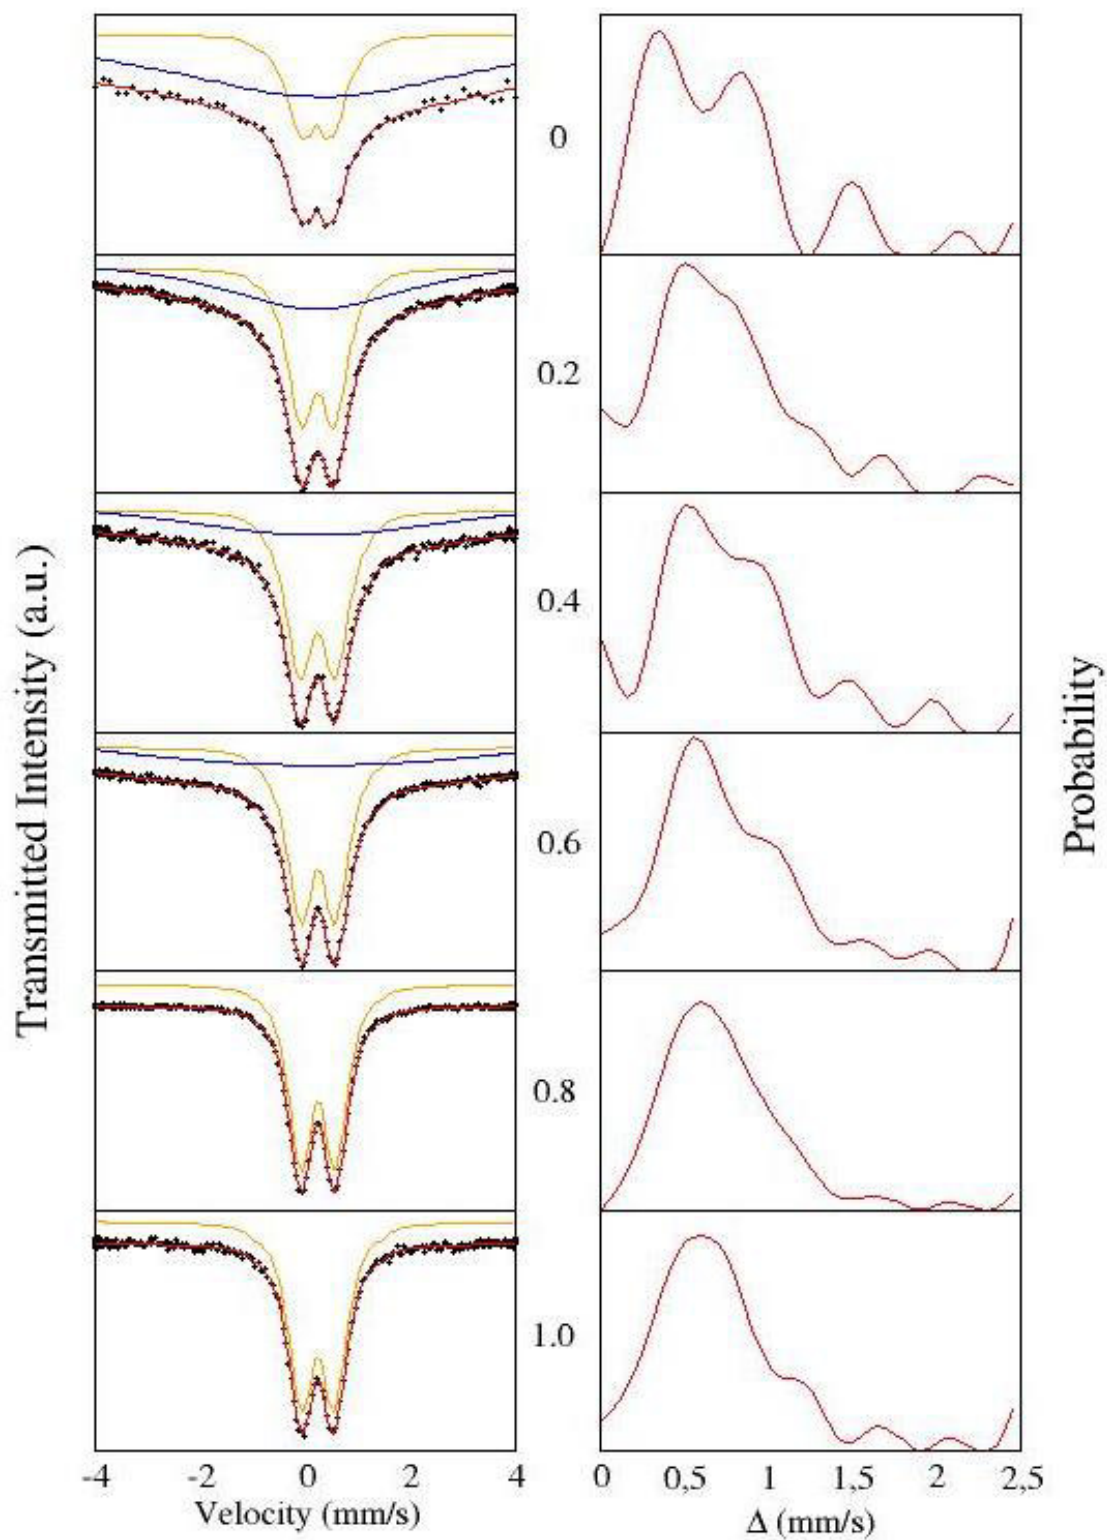 Transmitted Intensity (a.u.)
0
0.2
0.4
0.6
0.8
1.0
Probability
-4 -2 0 2 4
Velocity (mm/s)
0 0,5 1 1,5 2 2,5
Δ (mm/s)